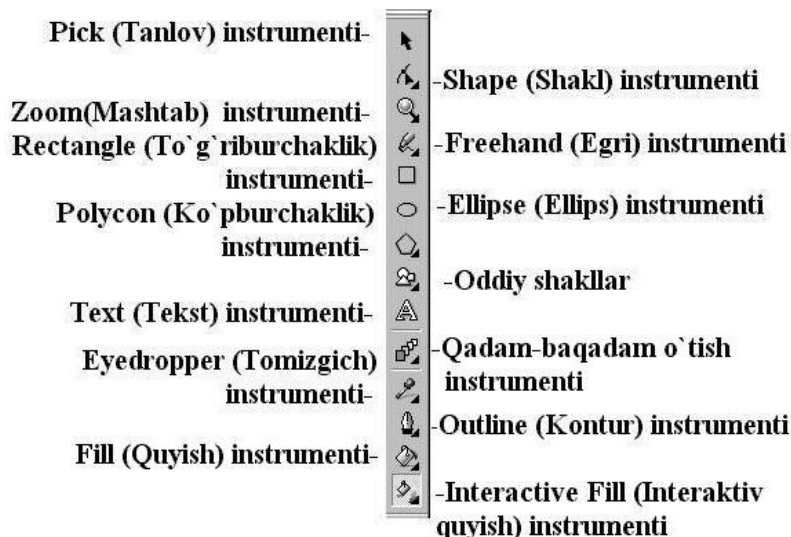 Pick (Tanlov) instrumenti-
-Shape (Shakl) instrumenti
Zoom(Mashtab) instrumenti-
Rectangle (To`g`riburchaklik)
instrumenti-
-Freehand (Egri) instrumenti
-Ellipse (Ellips) instrumenti
Polycon (Ko`pburchaklik)
instrumenti-
-Oddiy shakllar
Text (Tekst) instrumenti-
-Qadam-baqadam o`tish
instrumenti
Eyedropper (Tomizgich)
instrumenti-
-Outline (Kontur) instrumenti
Fill (Quyish) instrumenti-
-Interactive Fill (Interaktiv
quyish) instrumenti